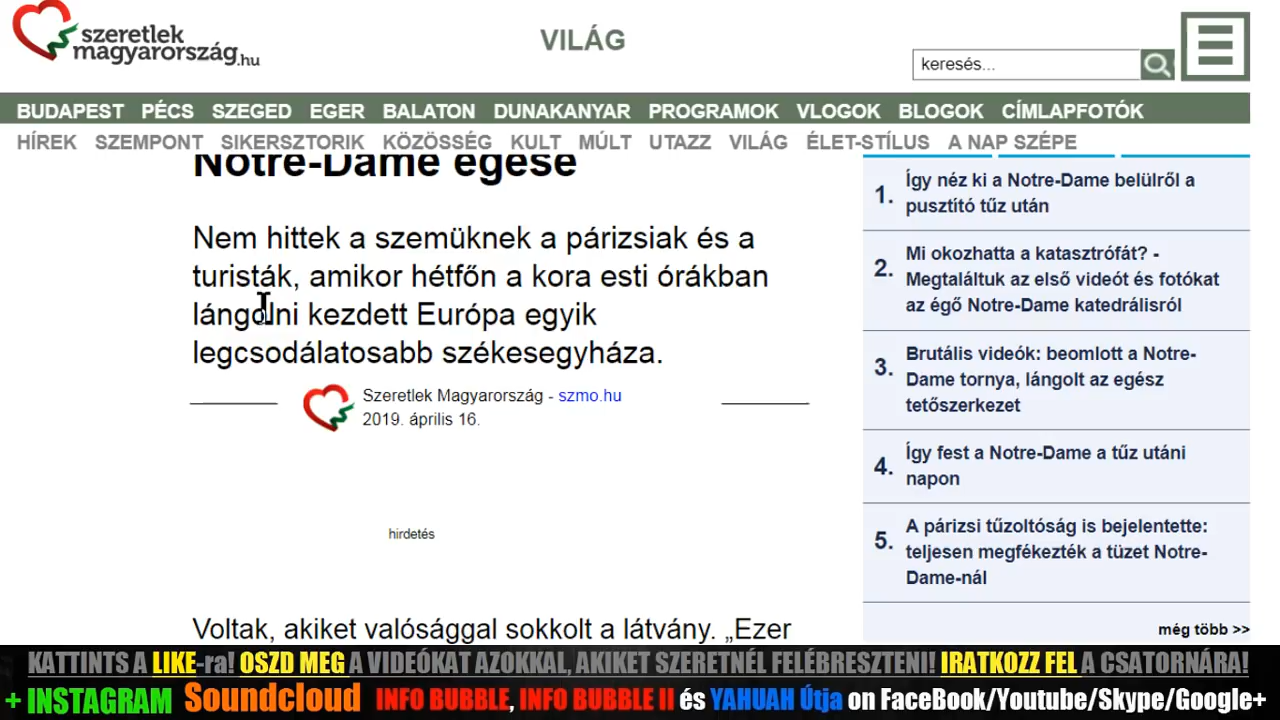 szeretlek
magyarország.hu
VILÁG
keresés...
BUDAPEST PÉCS SZEGED EGER BALATON DUNAKANYAR PROGRAMOK VLOGOK BLOGOK CÍMLAPFOTÓK
HÍREK SZEMPONT SIKERSZTORIK KÖZÖSSÉG KULT MÚLT UTAZZ VILÁG ÉLET-STÍLUS A NAP SZÉPE
Notre-Dame égése
Nem hittek a szemüknek a párizsiak és a
turisták, amikor hétfőn a kora esti órákban
lángolni kezdett Európa egyik
legcsodálatosabb székesegyháza.
Szeretlek Magyarország - szmo.hu
2019. április 16.
hirdetés
Voltak, akiket valósággal sokkolt a látvány. „Ezer
1. Így néz ki a Notre-Dame belülről a
pusztító tűz után
2. Mi okozhatta a katasztrófát? -
Megtaláltuk az első videót és fotókat
az égő Notre-Dame katedrálisról
3. Brutális videók: beomlott a Notre-
Dame tornya, lángolt az egész
tetőszerkezet
4. Így fest a Notre-Dame a tűz utáni
napon
5. A párizsi tűzoltóság is bejelentette:
teljesen megfékezték a tüzet Notre-
Dame-nál
még több >>
KATTINTS A LIKE-ra! OSZD MEG A VIDEÓKAT AZOKKAL, AKIKET SZERETNÉL FELÉBRESZTENI! IRATKOZZ FEL A CSATORNÁRA!
+ INSTAGRAM Soundcloud INFO BUBBLE, INFO BUBBLE II és YAHUAH Útja on FaceBook/Youtube/Skype/Google+